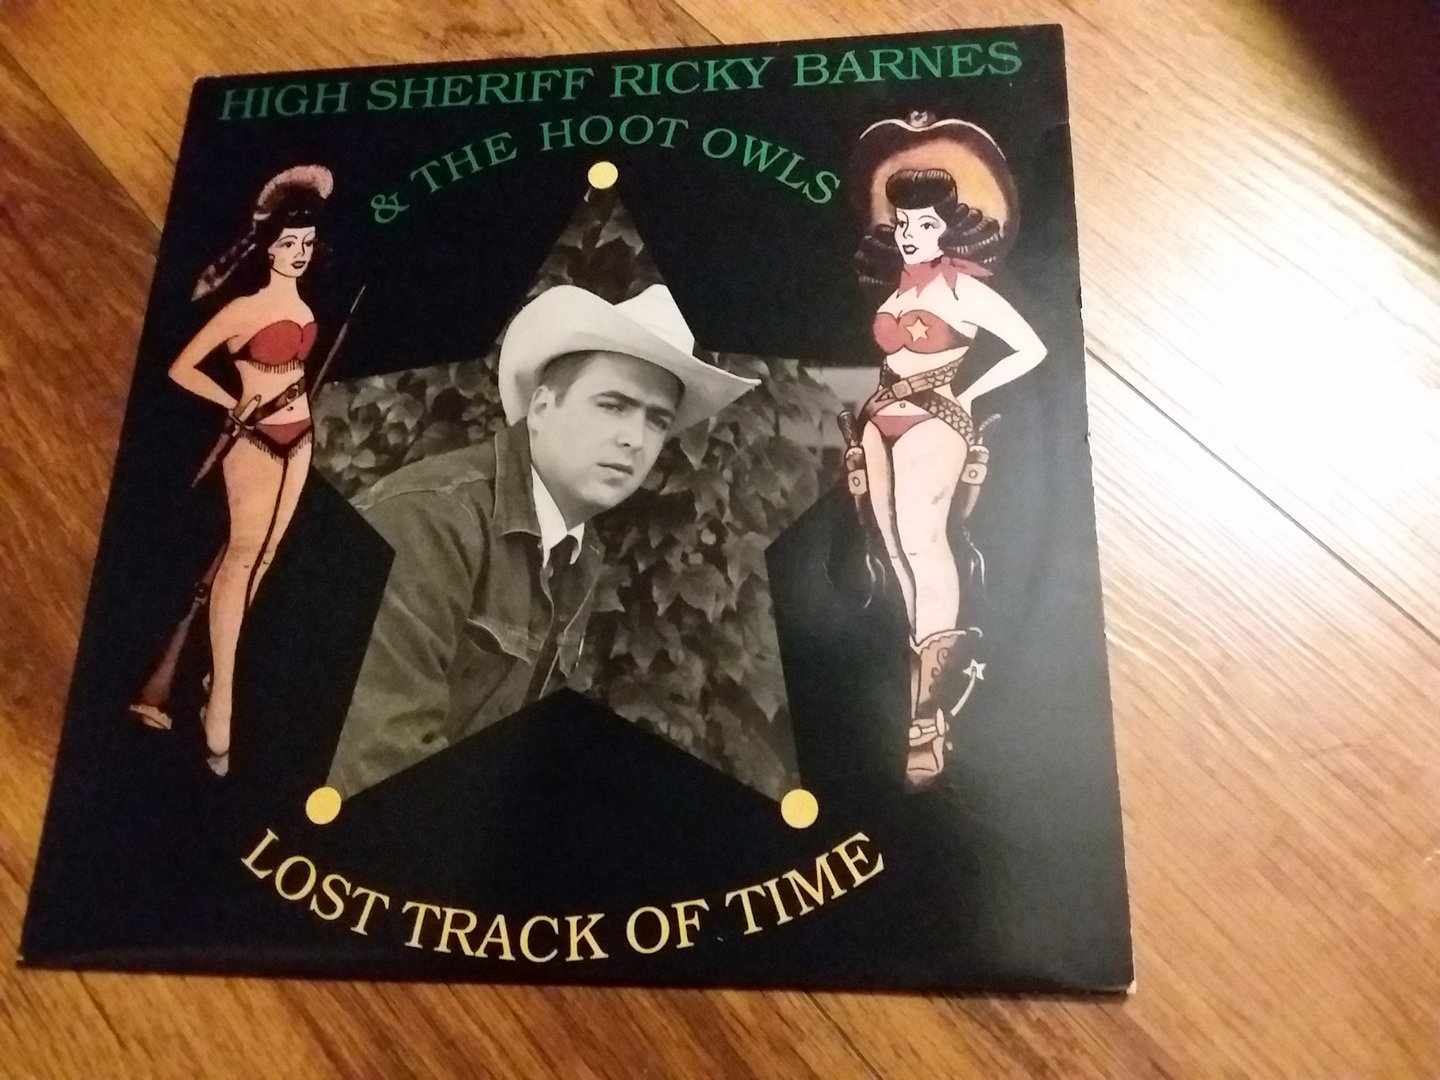 HIGH SHERIFF RICKY BARNES
& THE HOOT OWLS
LOST TRACK OF TIME